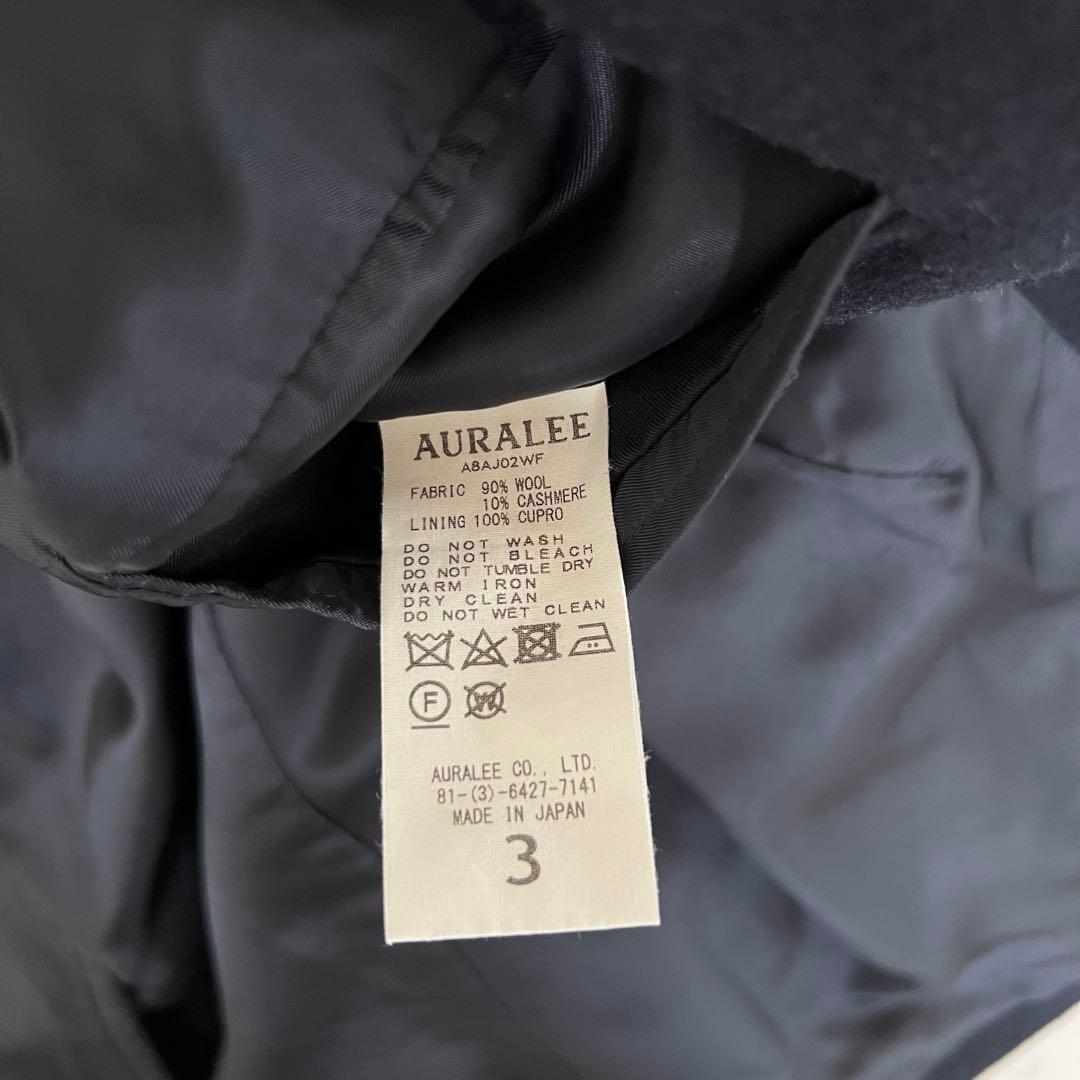 AURALEE
A8AJ02WF
FABRIC 90% WOOL
10% CASHMERE
LINING 100% CUPRO
DO NOT WASH
DO NOT BLEACH
DO NOT TUMBLE DRY
WARM IRON
DRY CLEAN
DO NOT WET CLEAN
F W
AURALEE CO., LTD.
81-(3)-6427-7141
MADE IN JAPAN
3